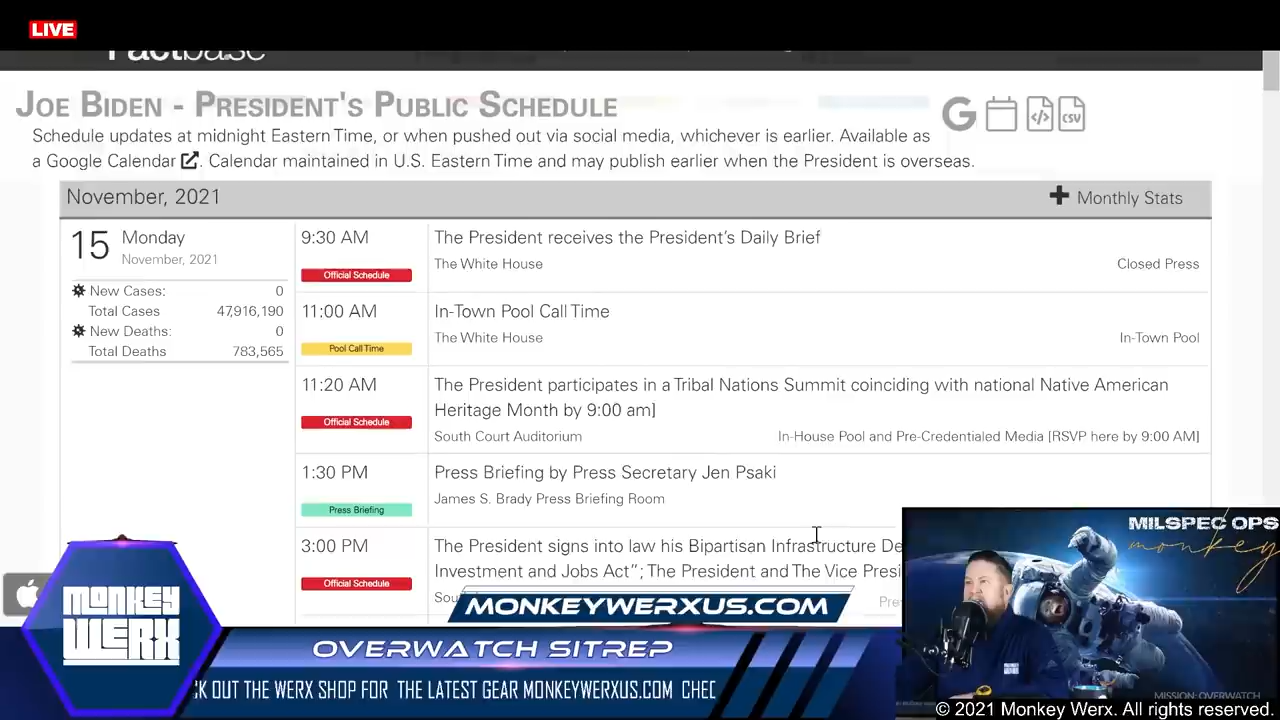 LIVE
Factbase
JOE BIDEN - PRESIDENT'S PUBLIC SCHEDULE
Schedule updates at midnight Eastern Time, or when pushed out via social media, whichever is earlier. Available as
a Google Calendar. Calendar maintained in U.S. Eastern Time and may publish earlier when the President is overseas.
G
</>
CSV
November, 2021
Monthly Stats
15 Monday
November, 2021
New Cases: 0
Total Cases 47,916,190
New Deaths: 0
Total Deaths 783,565
9:30 AM
Official Schedule
The President receives the President's Daily Brief
The White House
Closed Press
11:00 AM
Pool Call Time
In-Town Pool Call Time
The White House
In-Town Pool
11:20 AM
Official Schedule
The President participates in a Tribal Nations Summit coinciding with national Native American
Heritage Month by 9:00 am]
South Court Auditorium
In-House Pool and Pre-Credentialed Media [RSVP here by 9:00 AM]
1:30 PM
Press Briefing
Press Briefing by Press Secretary Jen Psaki
James S. Brady Press Briefing Room
3:00 PM
Official Schedule
The President signs into law his Bipartisan Infrastructure De
Investment and Jobs Act"; The President and The Vice Presi
Sou
Pre
MILSPEC OPS
monkey
MONKEY
WERX
MONKEYWERXUS.COM
OVERWATCH SITREP
CK OUT THE WERX SHOP FOR THE LATEST GEAR MONKEYWERXUS.COM CHEC
MISSION: OVERWATCH
© 2021 Monkey Werx. All rights reserved.